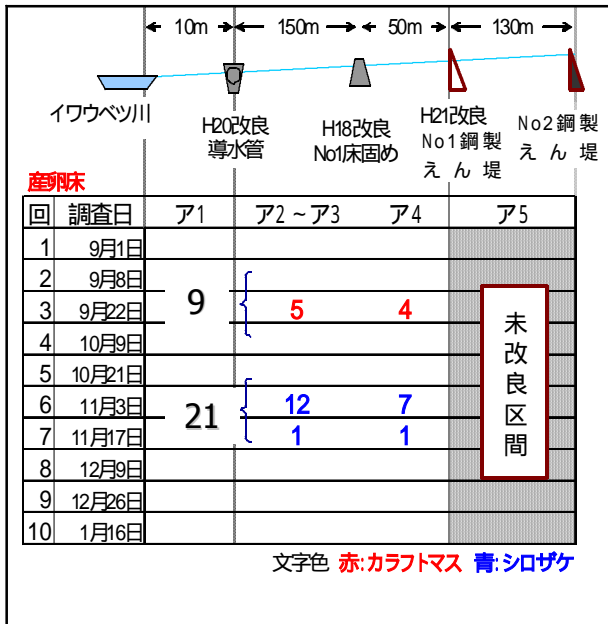 10m 150m 50m 130m
イワウベツ川
H20改良
導水管
H18改良
No1床固め
H21改良
No1鋼製
えん堤
No2鋼製
えん堤
産卵床
回 調査日 ア1 ア2～ア3 ア4 ア5
1 9月1日
2 9月8日
9
3 9月22日 5 4
4 10月9日
5 10月21日
6 11月3日 12 7
21
7 11月17日 1 1
8 12月9日
9 12月26日
10 1月16日
未改良区間
文字色 赤:カラフトマス 青:シロザケ